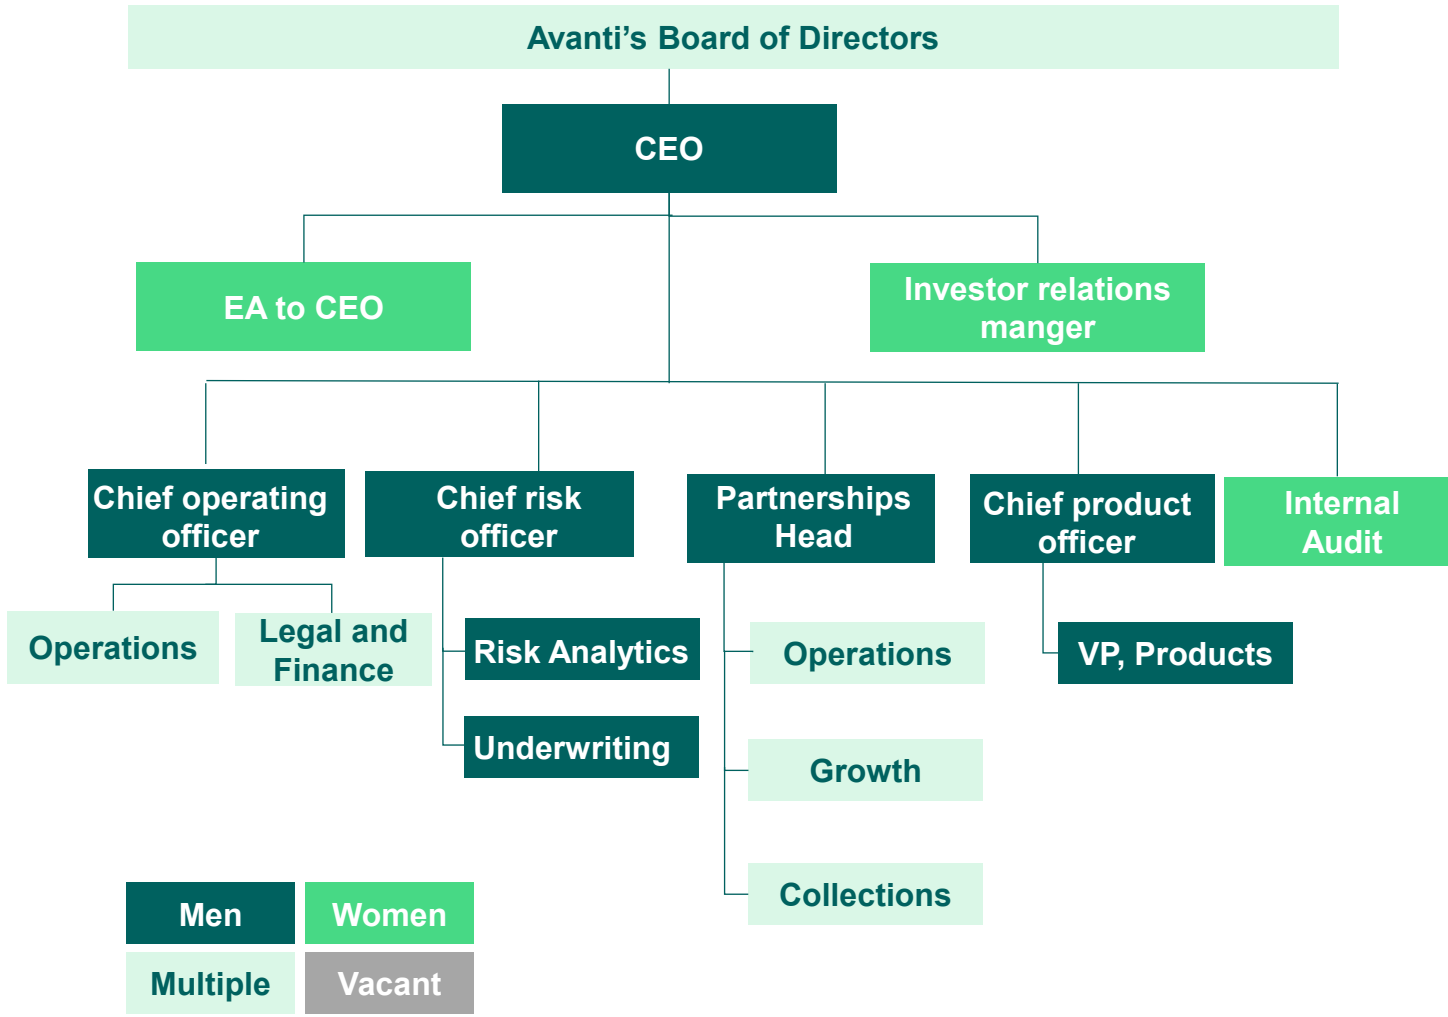 Avanti’s Board of Directors
CEO
EA to CEO
Investor relations
manger
Chief operating
officer
Chief risk
officer
Partnerships
Head
Chief product
officer
Internal
Audit
Operations
Legal and
Finance
Risk Analytics
Underwriting
Operations
Growth
Collections
VP, Products
Men
Women
Multiple
Vacant